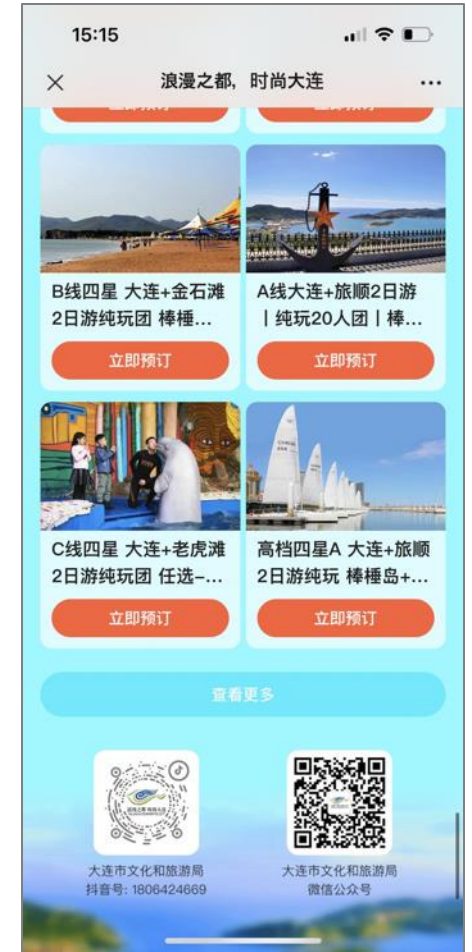 15:15
浪漫之都，时尚大连
B线四星 大连+金石滩
2日游纯玩团 棒棰...
A线大连+旅顺2日游
丨纯玩20人团丨棒...
立即预订
立即预订
C线四星 大连+老虎滩
2日游纯玩团 任选-...
高档四星A 大连+旅顺
2日游纯玩 棒棰岛+...
立即预订
立即预订
查看更多
大连市文化和旅游局
抖音号: 1806424669
大连市文化和旅游局
微信公众号